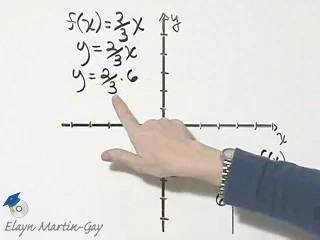 f(x) = 2/3 x
y = 2/3 x
y = 2/3 · 6
y
x
Elayn Martin-Gay